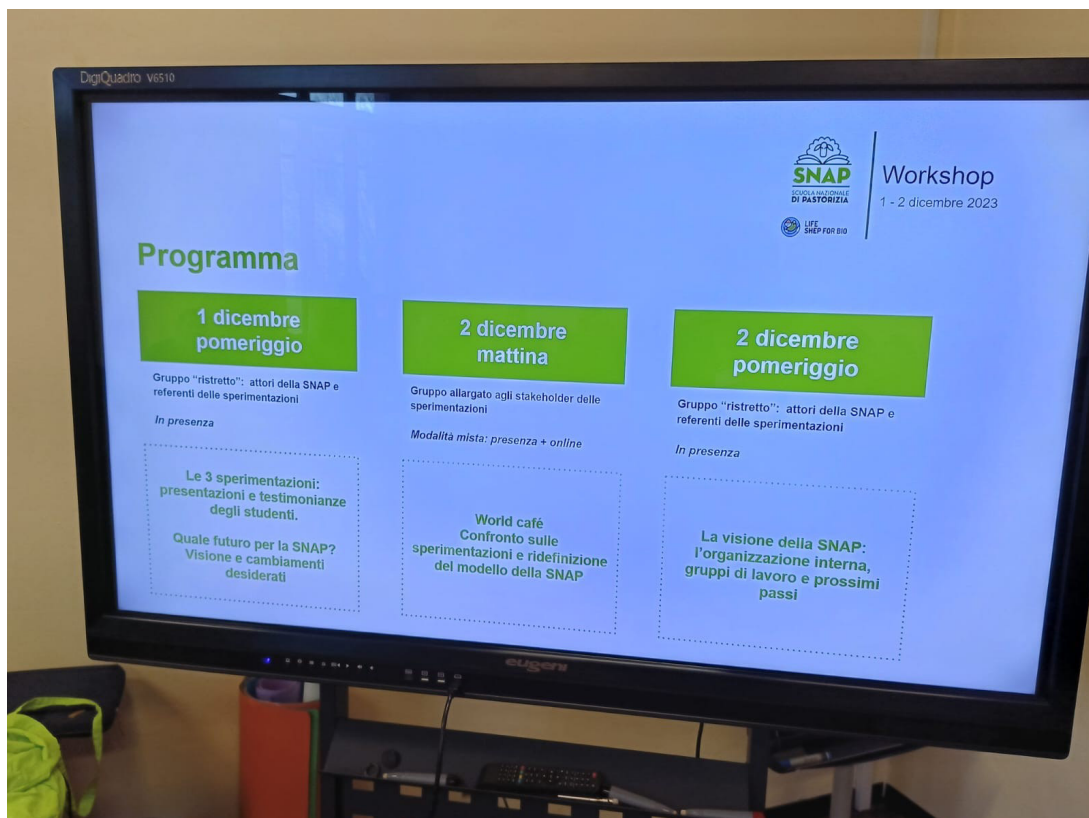 DigiQuadro V6510
SNAP
SCUOLA NAZIONALE
DI PASTORIZIA
LIFE
SHEP FOR BIO
Workshop
1 - 2 dicembre 2023
Programma
1 dicembre
pomeriggio
Gruppo “ristretto”: attori della SNAP e
referenti delle sperimentazioni
In presenza
Le 3 sperimentazioni:
presentazioni e testimonianze
degli studenti.
Quale futuro per la SNAP?
Visione e cambiamenti
desiderati
2 dicembre
mattina
Gruppo allargato agli stakeholder delle
sperimentazioni
Modalità mista: presenza + online
World café
Confronto sulle
sperimentazioni e ridefinizione
del modello della SNAP
2 dicembre
pomeriggio
Gruppo “ristretto”: attori della SNAP e
referenti delle sperimentazioni
In presenza
La visione della SNAP:
l’organizzazione interna,
gruppi di lavoro e prossimi
passi
eugeni